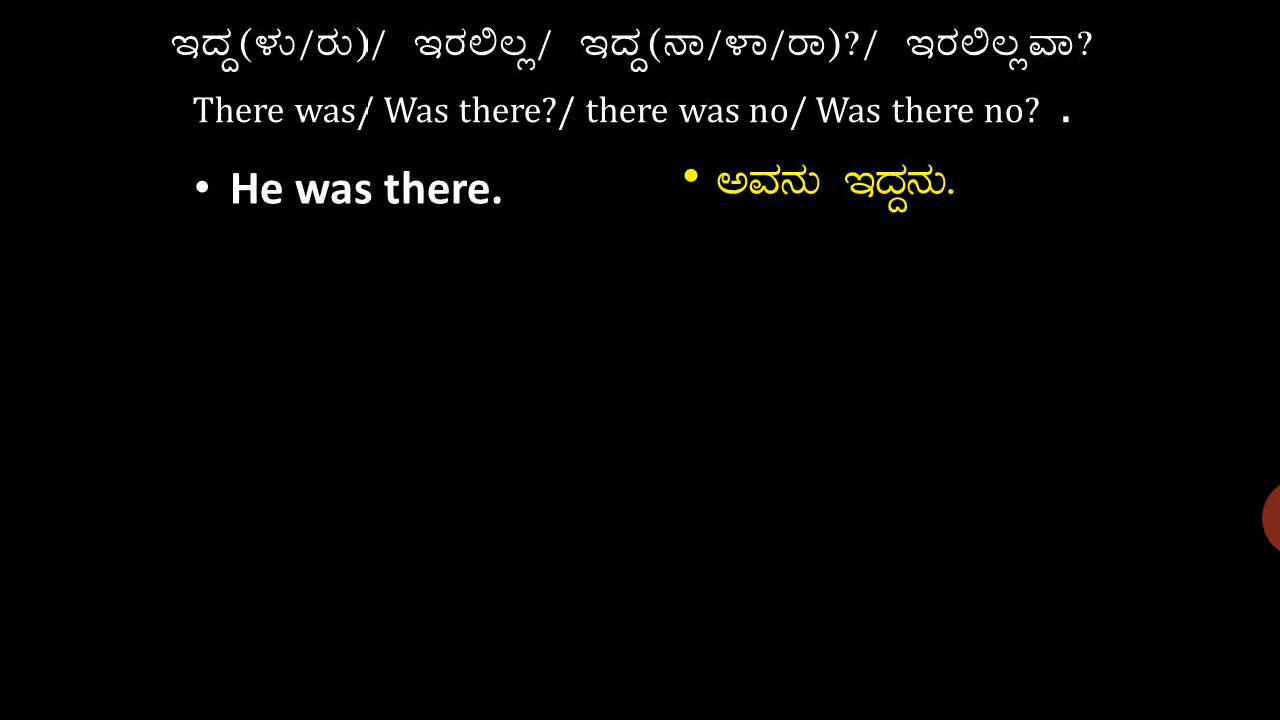 ಇದ್ದ(ಳು/ರು)/ ಇರಲಿಲ್ಲ/ ಇದ್ದ(ನಾ/ಳಾ/ರಾ)?/ ಇರಲಿಲ್ಲವಾ?
There was/ Was there?/ there was no/ Was there no? .
• He was there.
• ಅವನು ಇದ್ದನು.